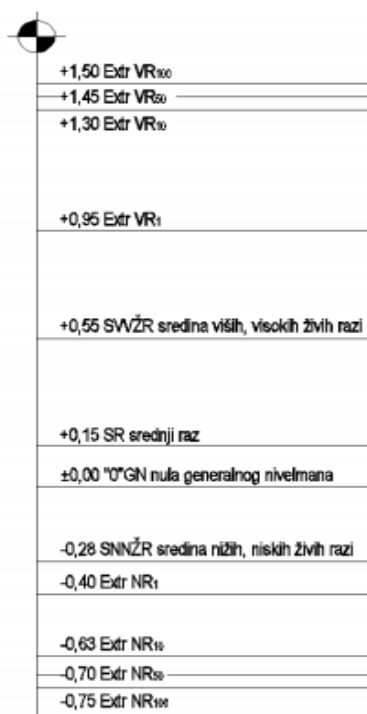 +1,50 Extr VR₁₀₀
+1,45 Extr VR₅₀
+1,30 Extr VR₁₀
+0,95 Extr VR₁
+0,55 SVVŽR sredina viših, visokih živih razi
+0,15 SR srednji raz
±0,00 "0"GN nula generalnog nivelmana
-0,28 SNNŽR sredina nižih, niskih živih razi
-0,40 Extr NR₁
-0,63 Extr NR₁₀
-0,70 Extr NR₅₀
-0,75 Extr NR₁₀₀